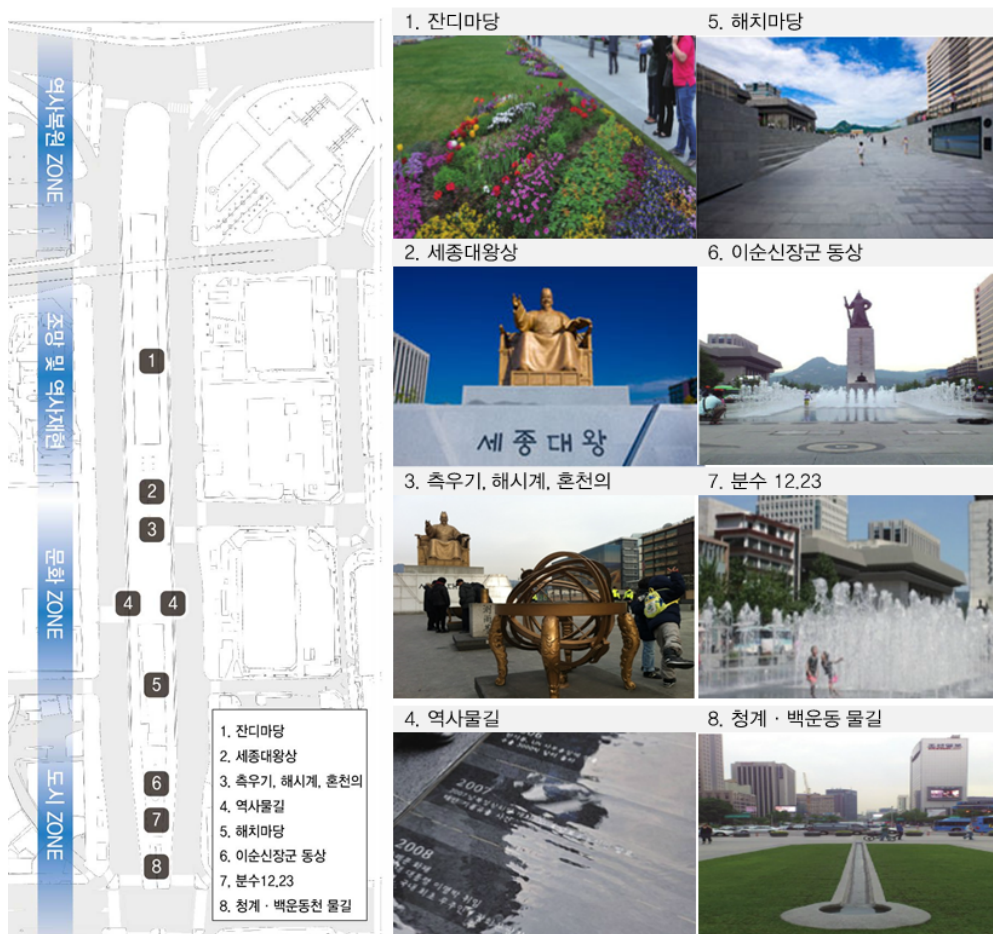 역사복원 ZONE
조망 및 역사재현
문화 ZONE
도시 ZONE
1
2
3
4
4
5
6
7
8
1. 잔디마당
2. 세종대왕상
3. 측우기, 해시계, 혼천의
4. 역사물길
5. 해치마당
6. 이순신장군 동상
7, 분수12.23
8. 청계·백운동천 물길
1. 잔디마당
5. 해치마당
2. 세종대왕상
6. 이순신장군 동상
세종대왕
3. 측우기, 해시계, 혼천의
7. 분수 12.23
4. 역사물길
8. 청계·백운동 물길
2007
2008